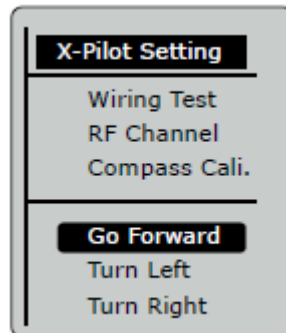 X-Pilot Setting
Wiring Test
RF Channel
Compass Cali.
Go Forward
Turn Left
Turn Right